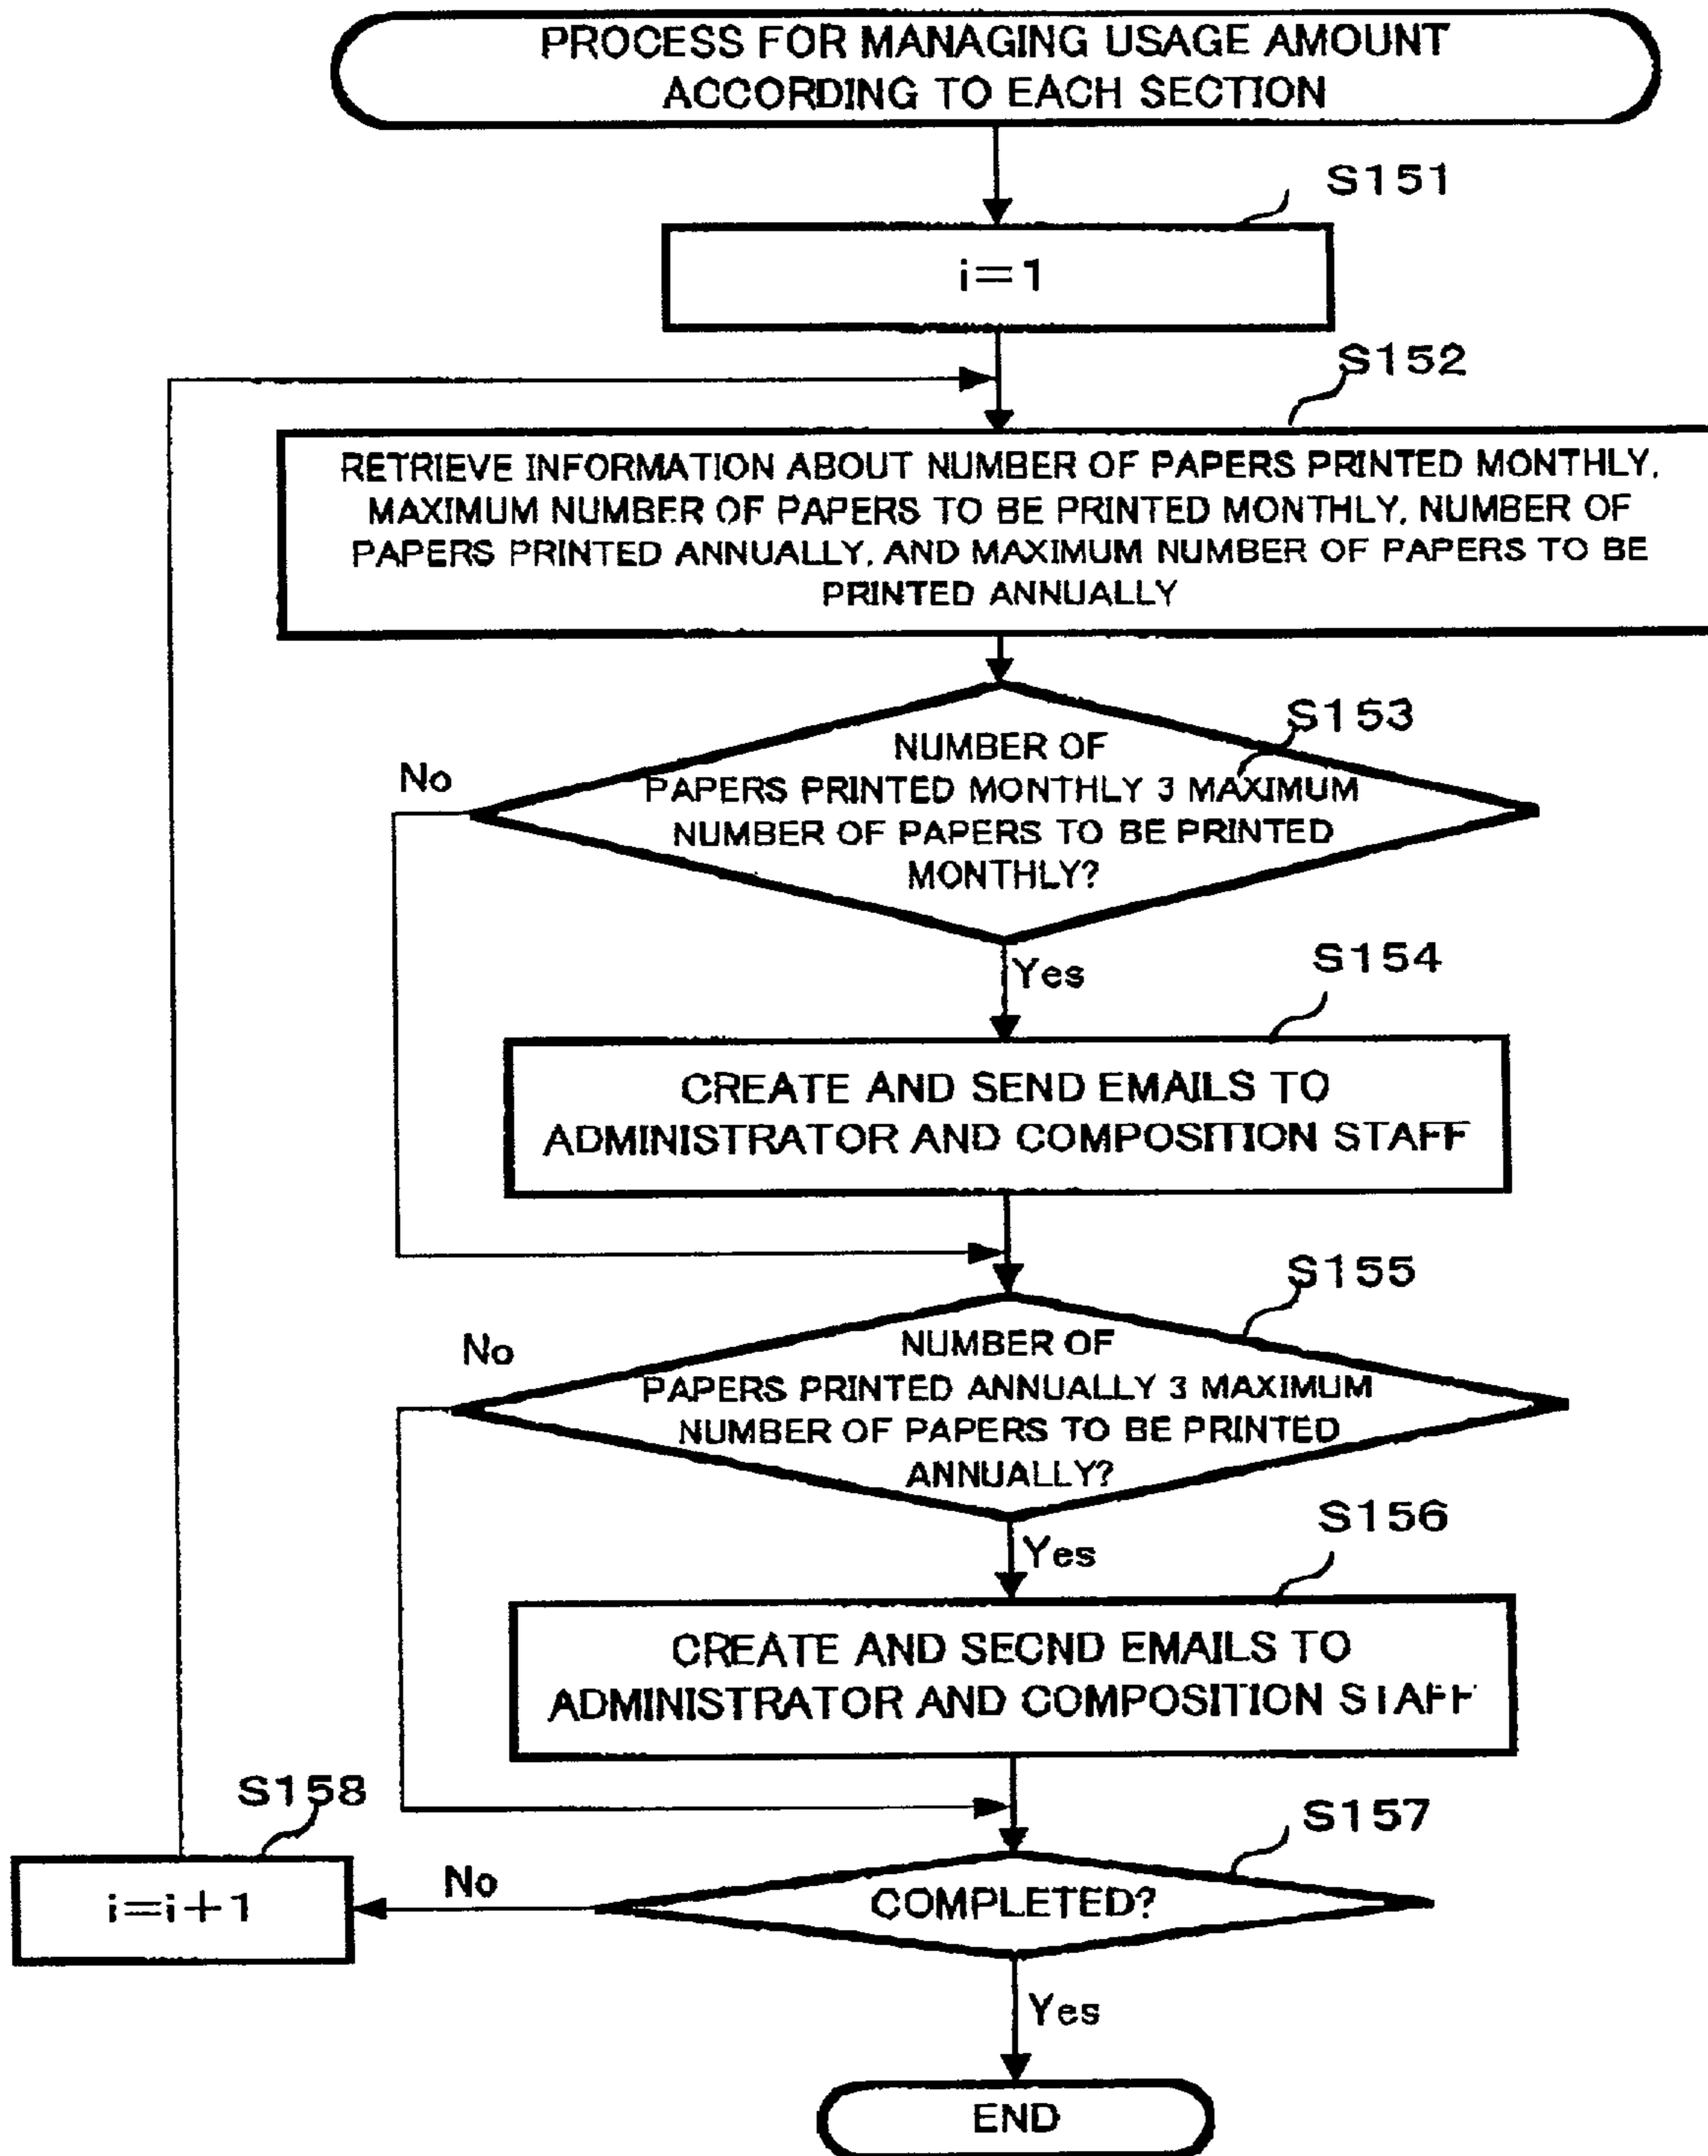 PROCESS FOR MANAGING USAGE AMOUNT
ACCORDING TO EACH SECTION
S151
i=1
S152
RETRIEVE INFORMATION ABOUT NUMBER OF PAPERS PRINTED MONTHLY,
MAXIMUM NUMBER OF PAPERS TO BE PRINTED MONTHLY, NUMBER OF
PAPERS PRINTED ANNUALLY, AND MAXIMUM NUMBER OF PAPERS TO BE
PRINTED ANNUALLY
S153
NUMBER OF
PAPERS PRINTED MONTHLY 3 MAXIMUM
NUMBER OF PAPERS TO BE PRINTED
MONTHLY?
No
Yes
S154
CREATE AND SEND EMAILS TO
ADMINISTRATOR AND COMPOSITION STAFF
S155
NUMBER OF
PAPERS PRINTED ANNUALLY 3 MAXIMUM
NUMBER OF PAPERS TO BE PRINTED
ANNUALLY?
No
Yes
S156
CREATE AND SECND EMAILS TO
ADMINISTRATOR AND COMPOSITION STAFF
S158
i=i+1
No
S157
COMPLETED?
Yes
END